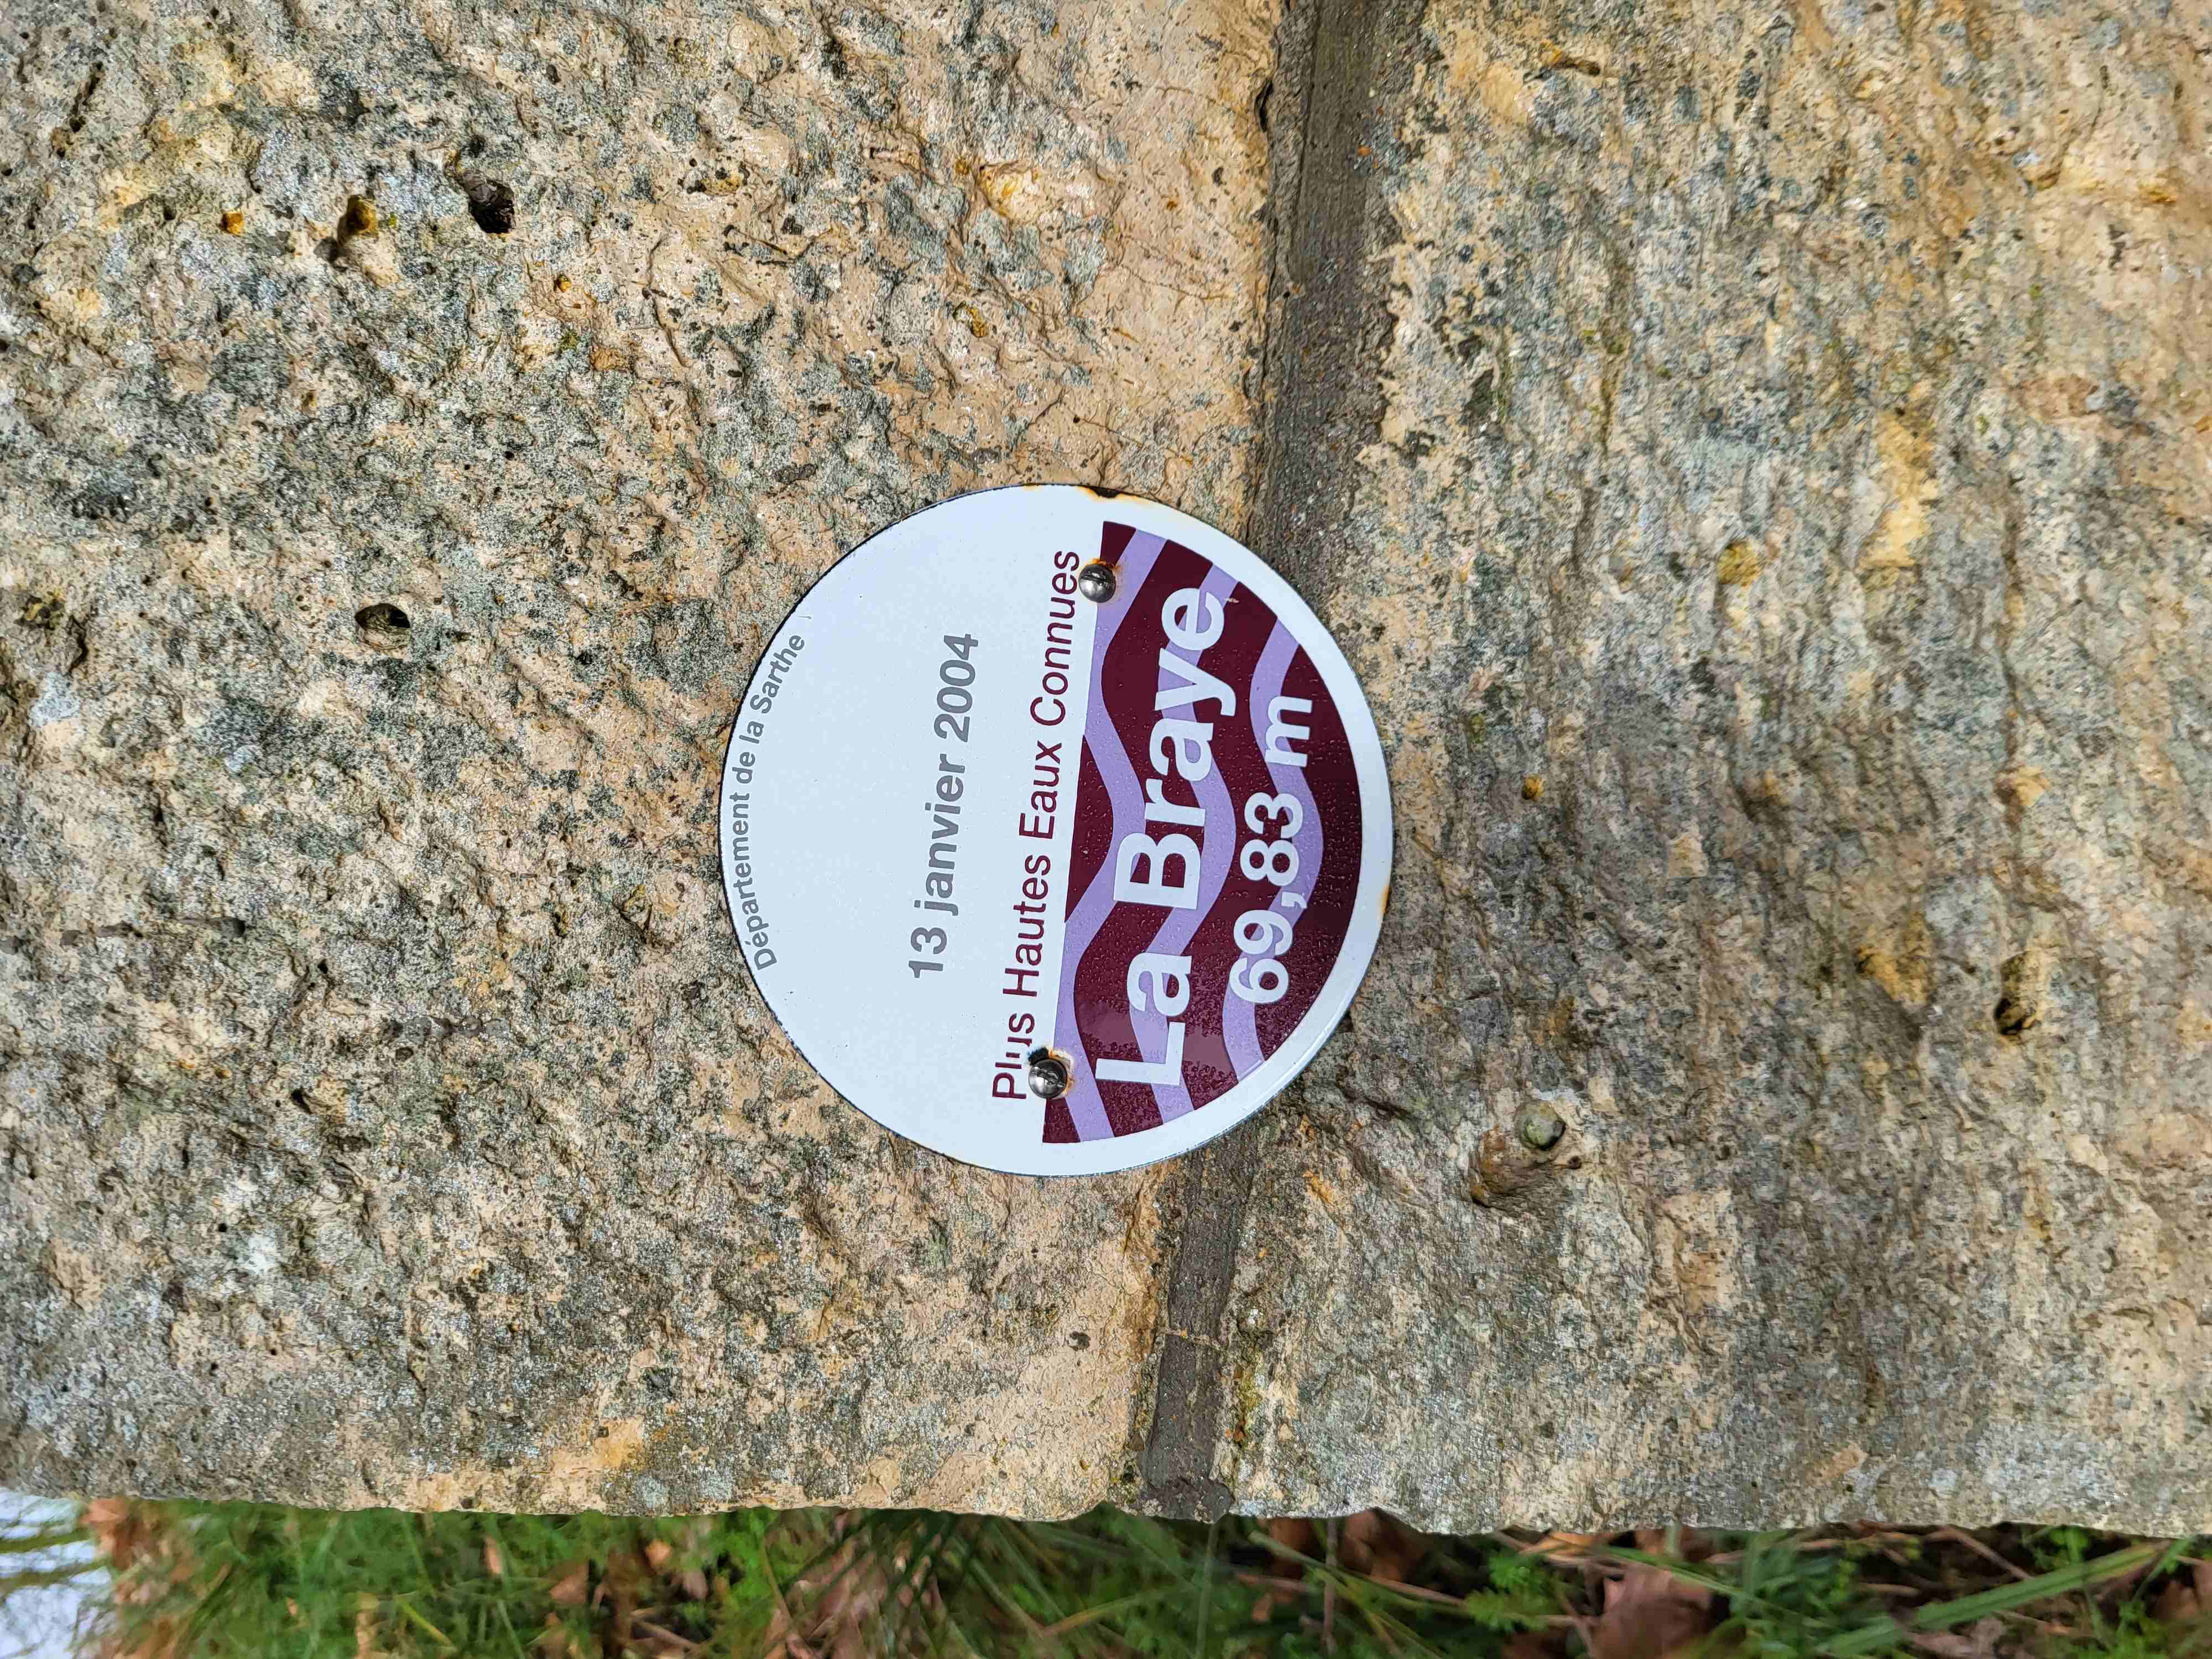 Département de la Sarthe
13 janvier 2004
Plus Hautes Eaux Connues
La Braye
69,83 m